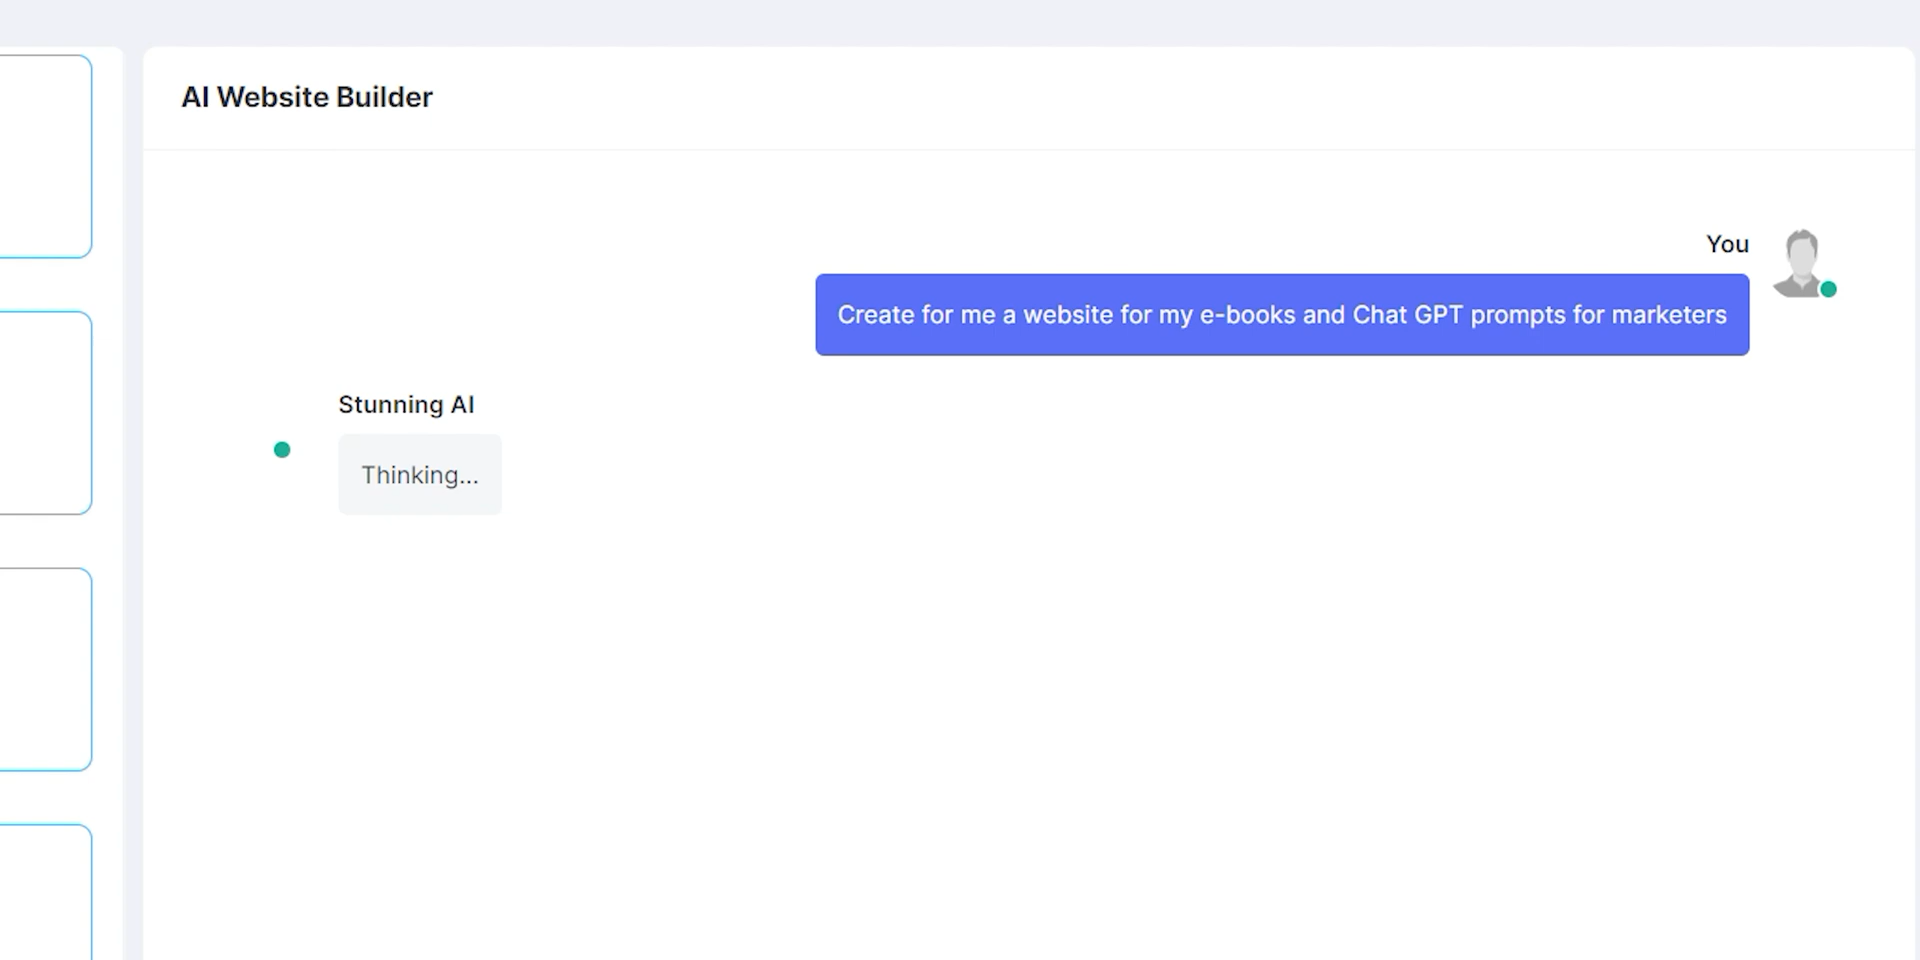 AI Website Builder
You
Create for me a website for my e-books and Chat GPT prompts for marketers
Stunning AI
Thinking...